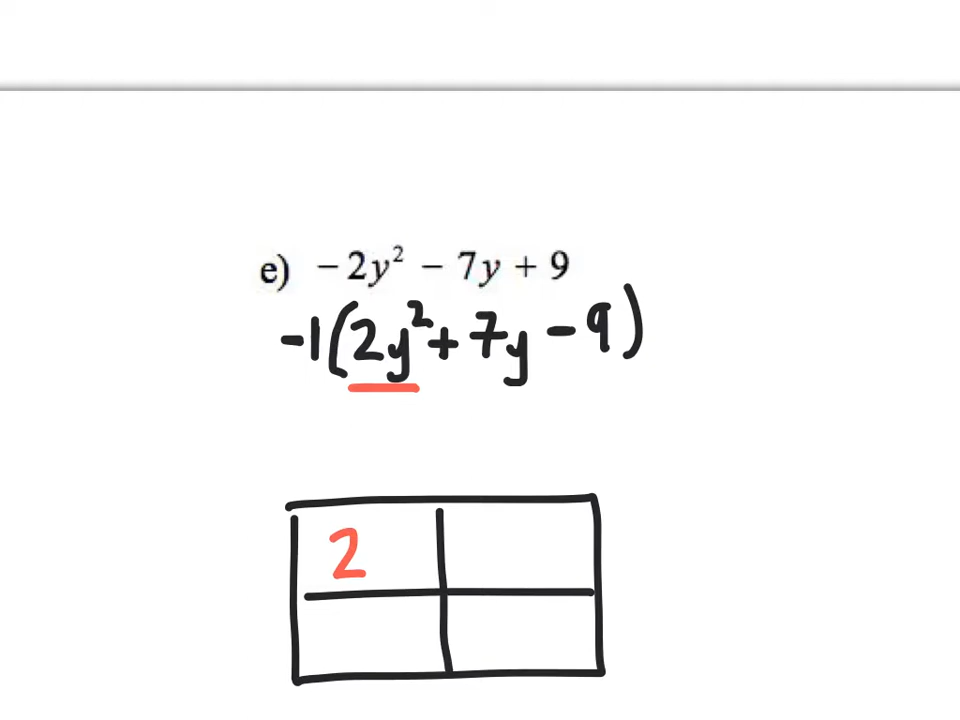 e) −2y² − 7y + 9
-1(2y² + 7y − 9)
2